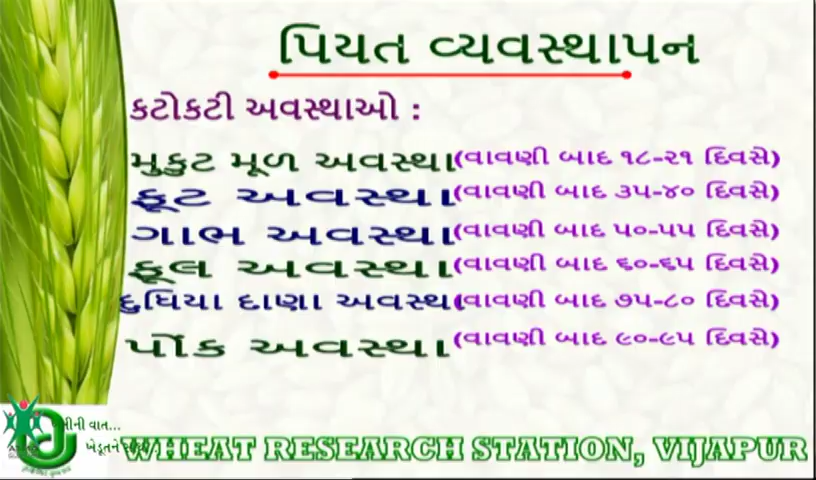 પિયત વ્યવસ્થાપન
કટોકટી અવસ્થાઓ :
મુકુટ મૂળ અવસ્થા (વાવણી બાદ ૧૮-૨૧ દિવસે)
ફૂટ અવસ્થા (વાવણી બાદ ૩૫-૪૦ દિવસે)
ગાભ અવસ્થા (વાવણી બાદ ૫૦-૫૫ દિવસે)
ફૂલ અવસ્થા (વાવણી બાદ ૬૦-૬૫ દિવસે)
દુધિયા દાણા અવસ્થા (વાવણી બાદ ૭૫-૮૦ દિવસે)
પોંક અવસ્થા (વાવણી બાદ ૯૦-૯૫ દિવસે)
વાત...
ખેડૂતને
WHEAT RESEARCH STATION, VIJAPUR